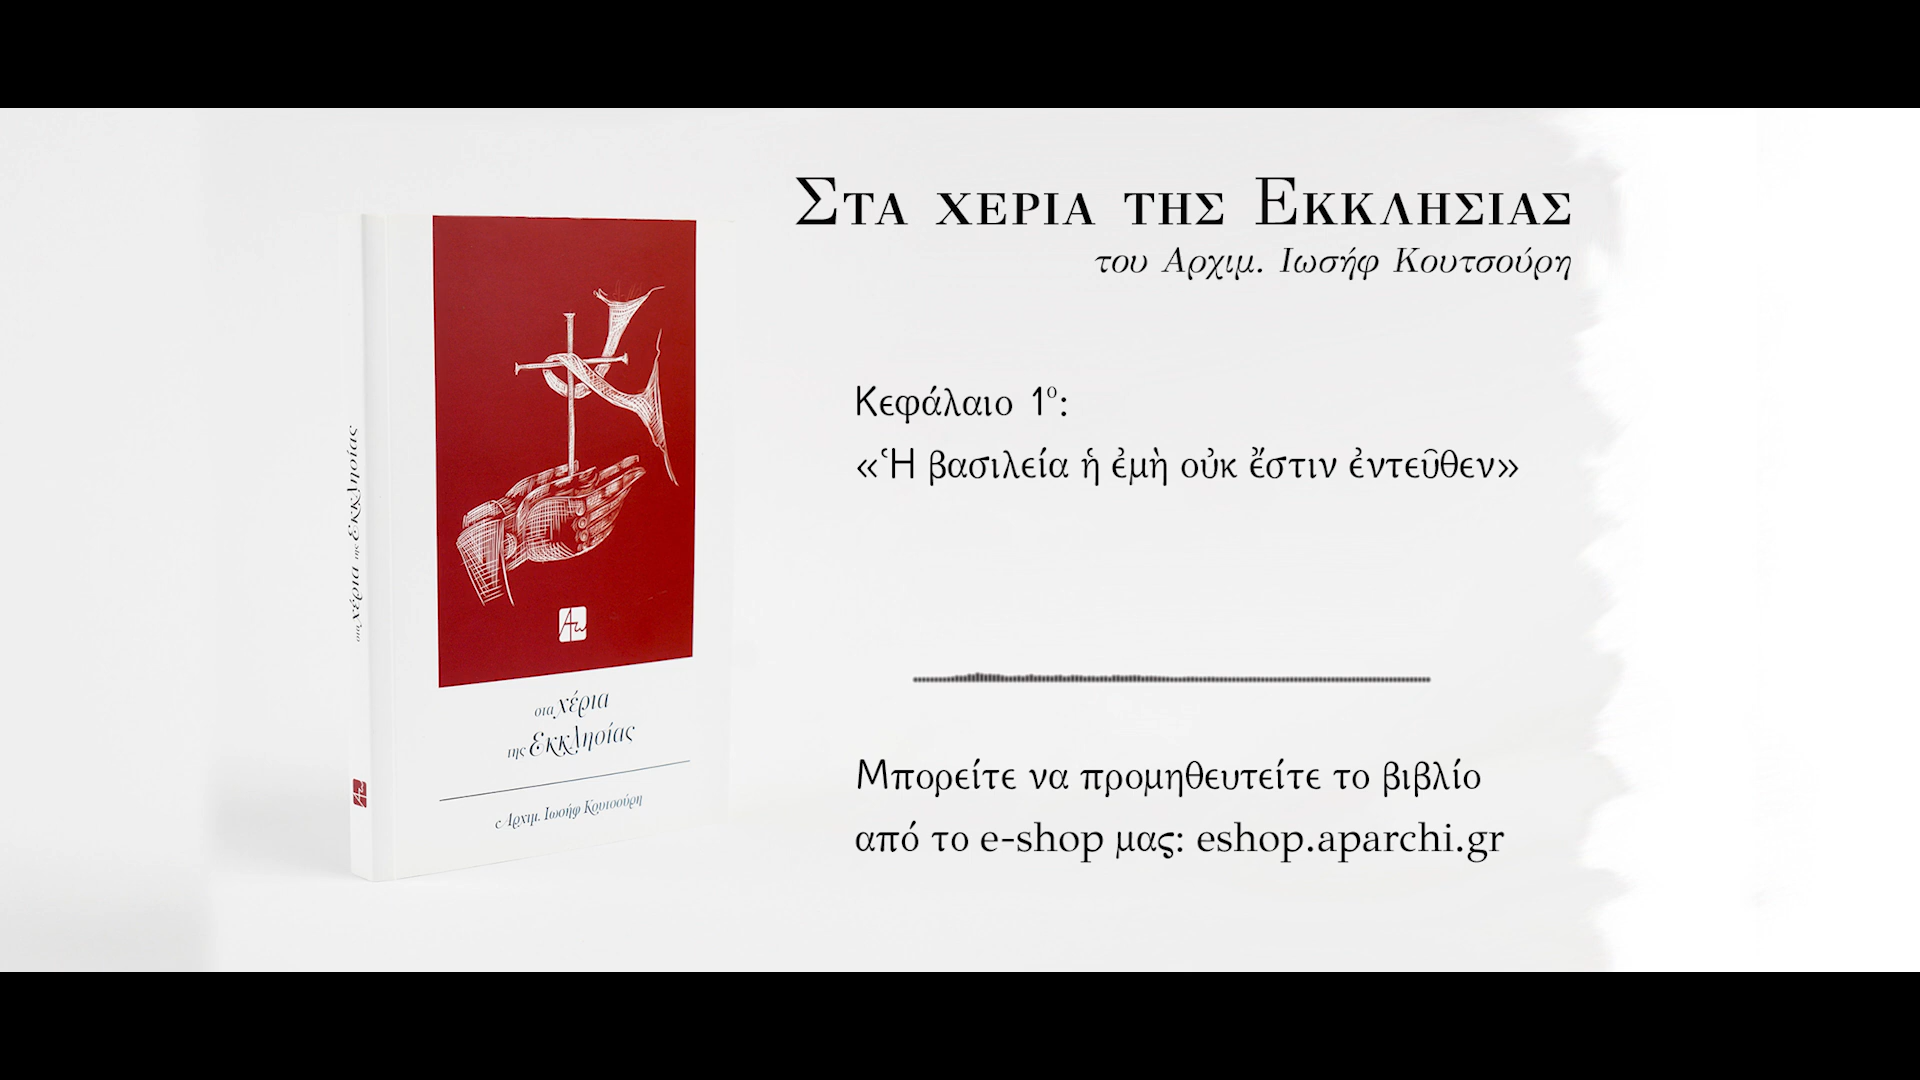 Στα χερια της Εκκλησιας
του Αρχιμ. Ιωσήφ Κουτσούρη
Κεφάλαιο 1ο:
«Ἡ βασιλεία ἡ ἐμὴ οὐκ ἔστιν ἐντεῦθεν»
Μπορείτε να προμηθευτείτε το βιβλίο
από το e-shop μας: eshop.aparchi.gr
στα χέρια της Εκκλησίας
Αω
στα χέρια
της Εκκλησίας
Αρχιμ. Ιωσήφ Κουτσούρη